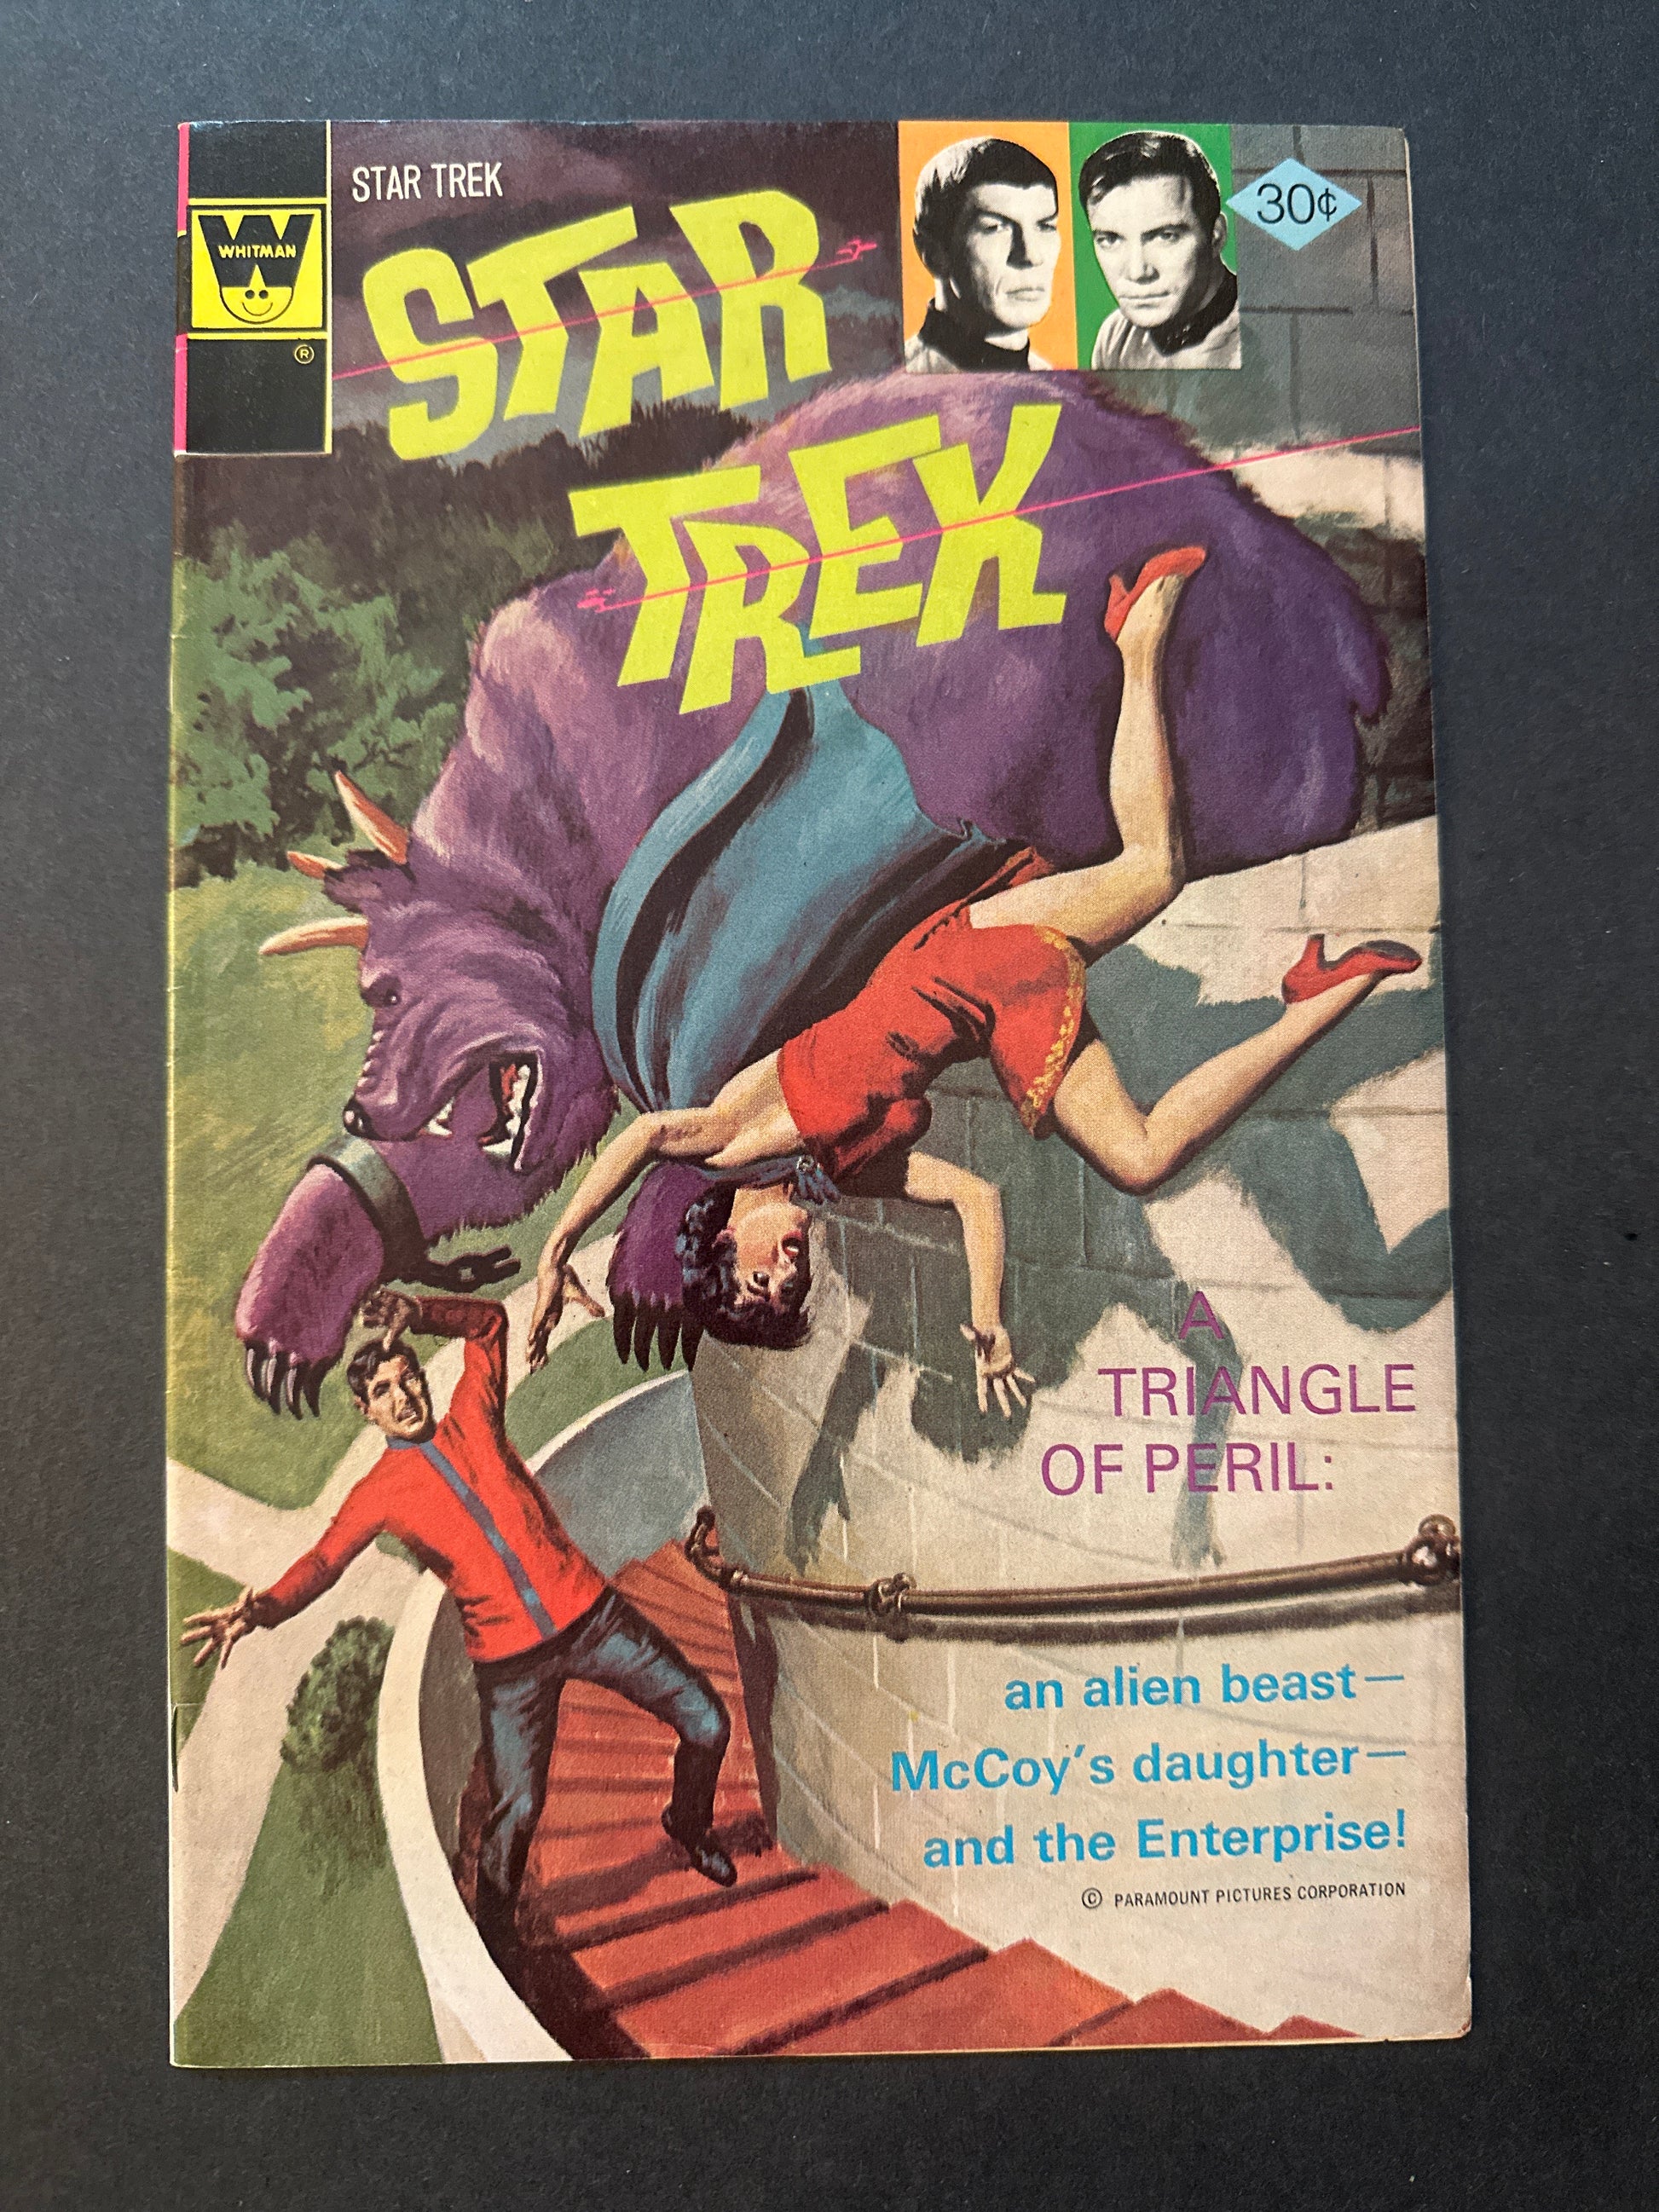 STAR TREK
WHITMAN
®
STAR
TREK
30¢
A
TRIANGLE
OF PERIL:
an alien beast—
McCoy's daughter—
and the Enterprise!
© PARAMOUNT PICTURES CORPORATION